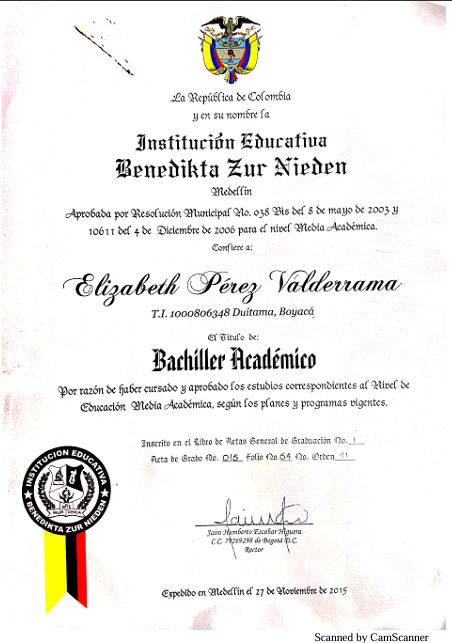 La República de Colombia
y en su nombre la
Institución Educativa
Benedikta Zur Nieden
Medellín
Aprobada por Resolución Municipal No. 038 Bis del 8 de mayo de 2003 y
10611 del 4 de Diciembre de 2006 para el nivel Media Académica.
Confiere a:
Elizabeth Pérez Valderrama
T.I. 1000806348 Duitama, Boyacá
El Título de:
Bachiller Académico
Por razón de haber cursado y aprobado los estudios correspondientes al Nivel de
Educación Media Académica, según los planes y programas vigentes.
Inscrito en el Libro de Actas General de Graduación No. 1
Acta de Grado No. 015 Folio No. 54 No. Orden 11
INSTITUCION EDUCATIVA
BENEDIKTA ZUR NIEDEN
Jairo Humberto Escobar Higuera
C.C 79269298 de Bogotá D.C
Rector
Expedido en Medellín el 27 de Noviembre de 2015
Scanned by CamScanner